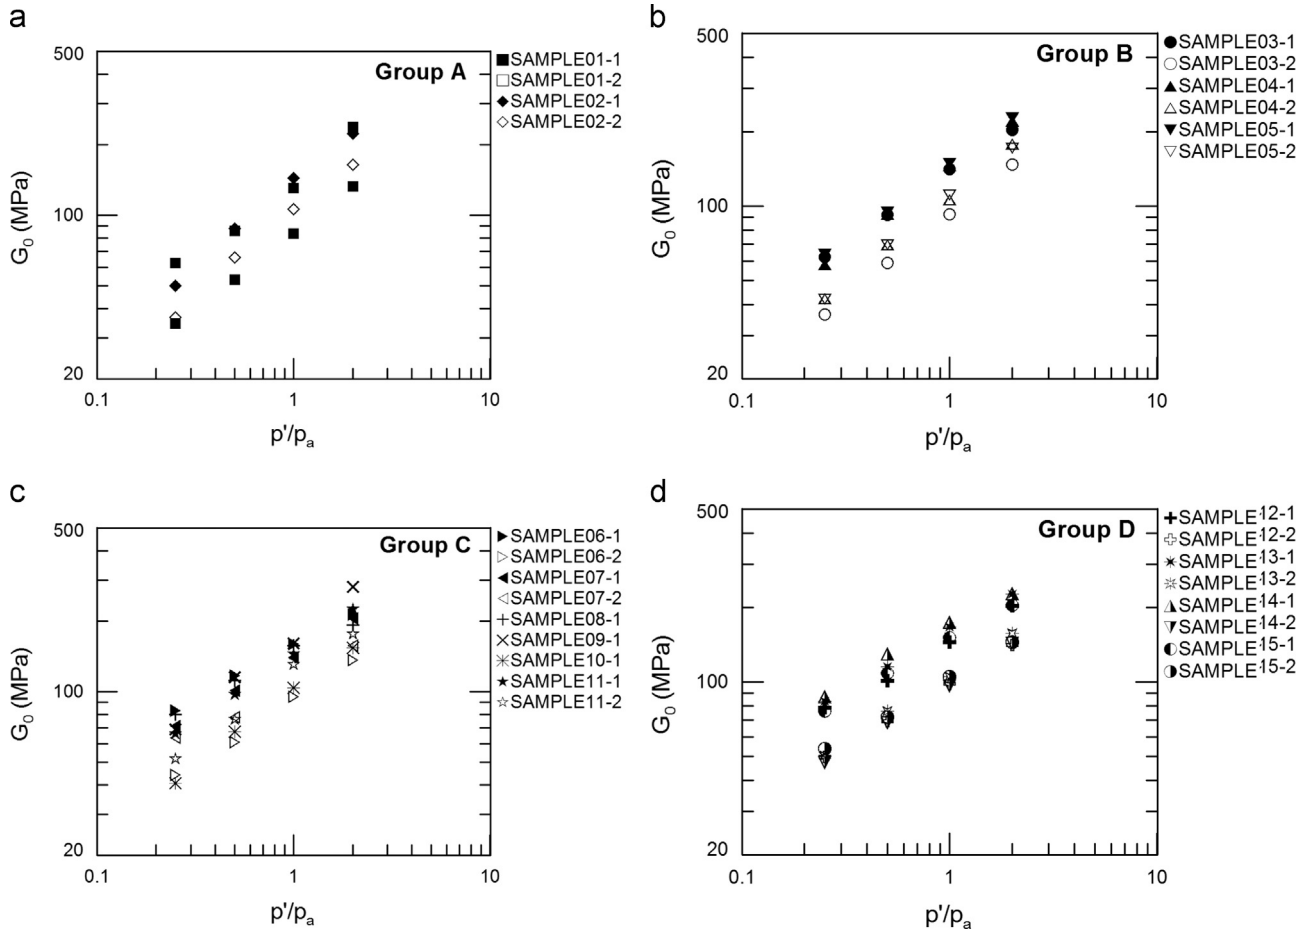 a
500
Group A
SAMPLE01-1
SAMPLE01-2
SAMPLE02-1
SAMPLE02-2
G0 (MPa)
100
20
0.1 1 10
p'/pa
b
500
Group B
SAMPLE03-1
SAMPLE03-2
SAMPLE04-1
SAMPLE04-2
SAMPLE05-1
SAMPLE05-2
G0 (MPa)
100
20
0.1 1 10
p'/pa
c
500
Group C
SAMPLE06-1
SAMPLE06-2
SAMPLE07-1
SAMPLE07-2
SAMPLE08-1
SAMPLE09-1
SAMPLE10-1
SAMPLE11-1
SAMPLE11-2
G0 (MPa)
100
20
0.1 1 10
p'/pa
d
500
Group D
SAMPLE12-1
SAMPLE12-2
SAMPLE13-1
SAMPLE13-2
SAMPLE14-1
SAMPLE14-2
SAMPLE15-1
SAMPLE15-2
G0 (MPa)
100
20
0.1 1 10
p'/pa